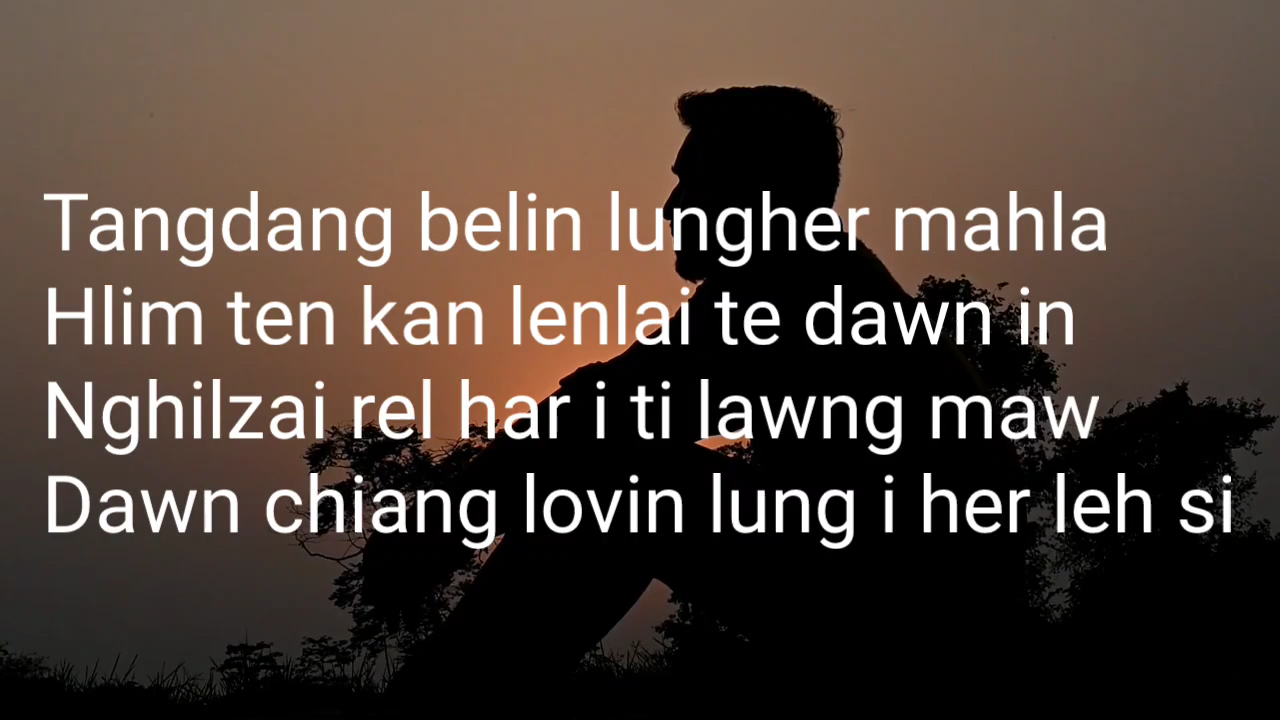 Tangdang belin lungher mahla
Hlim ten kan lenlai te dawn in
Nghilzai rel har i ti lawng maw
Dawn chiang lovin lung i her leh si